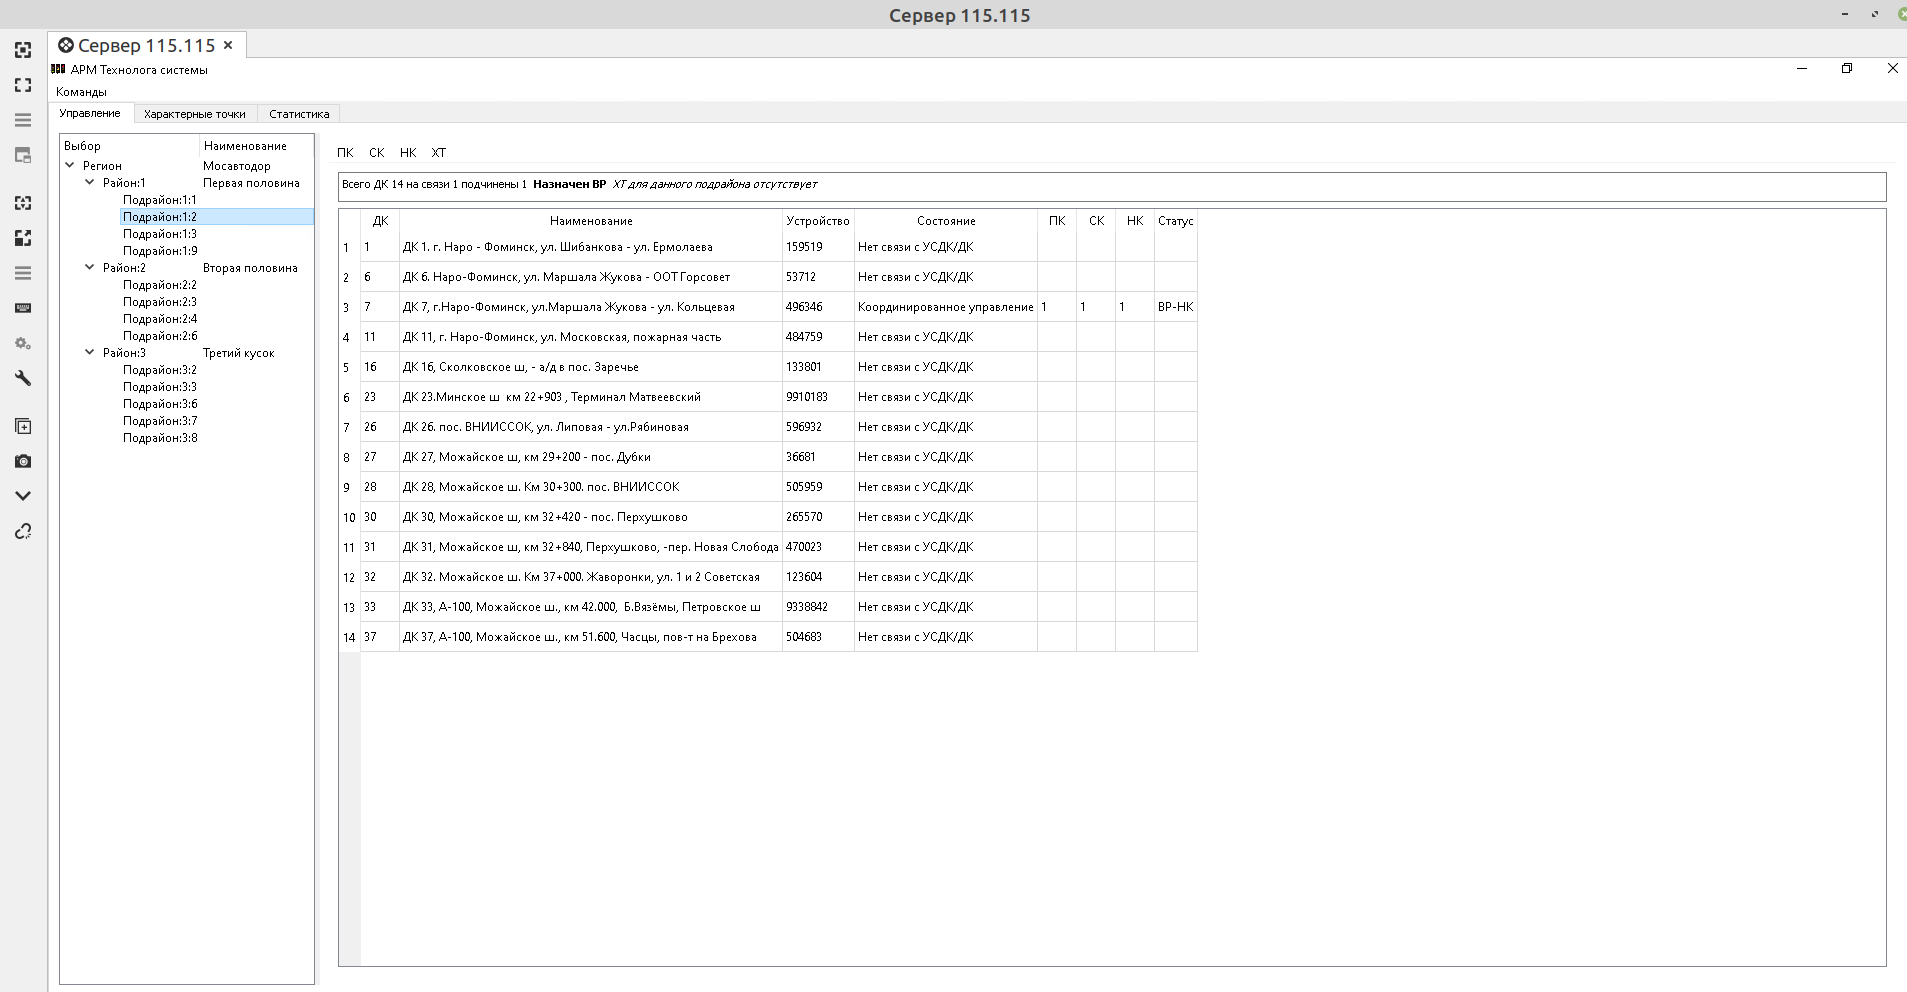 Сервер 115.115
Сервер 115.115
АРМ Технолога системы
Команды
Управление Характерные точки Статистика
Выбор Наименование
Регион Мосавтодор
Район:1 Первая половина
Подрайон:1:1
Подрайон:1:2
Подрайон:1:3
Подрайон:1:9
Район:2 Вторая половина
Подрайон:2:2
Подрайон:2:3
Подрайон:2:4
Подрайон:2:6
Район:3 Третий кусок
Подрайон:3:2
Подрайон:3:3
Подрайон:3:6
Подрайон:3:7
Подрайон:3:8
ПК СК НК ХТ
Всего ДК 14 на связи 1 подчинены 1 Назначен ВР ХТ для данного подрайона отсутствует
ДК Наименование Устройство Состояние ПК СК НК Статус
1 1 ДК 1. г. Наро - Фоминск, ул. Шибанкова - ул. Ермолаева 159519 Нет связи с УСДК/ДК
2 6 ДК 6. Наро-Фоминск, ул. Маршала Жукова - ООТ Горсовет 53712 Нет связи с УСДК/ДК
3 7 ДК 7, г.Наро-Фоминск, ул.Маршала Жукова - ул. Кольцевая 496346 Координированное управление 1 1 1 ВР-НК
4 11 ДК 11, г. Наро-Фоминск, ул. Московская, пожарная часть 484759 Нет связи с УСДК/ДК
5 16 ДК 16, Сколковское ш, - а/д в пос. Заречье 133801 Нет связи с УСДК/ДК
6 23 ДК 23.Минское ш км 22+903 , Терминал Матвеевский 9910183 Нет связи с УСДК/ДК
7 26 ДК 26. пос. ВНИИССОК, ул. Липовая - ул.Рябиновая 596932 Нет связи с УСДК/ДК
8 27 ДК 27, Можайское ш, км 29+200 - пос. Дубки 36681 Нет связи с УСДК/ДК
9 28 ДК 28, Можайское ш. Км 30+300. пос. ВНИИССОК 505959 Нет связи с УСДК/ДК
10 30 ДК 30, Можайское ш, км 32+420 - пос. Перхушково 265570 Нет связи с УСДК/ДК
11 31 ДК 31, Можайское ш, км 32+840, Перхушково, -пер. Новая Слобода 470023 Нет связи с УСДК/ДК
12 32 ДК 32. Можайское ш. Км 37+000. Жаворонки, ул. 1 и 2 Советская 123604 Нет связи с УСДК/ДК
13 33 ДК 33, А-100, Можайское ш., км 42.000, Б.Вязёмы, Петровское ш 9338842 Нет связи с УСДК/ДК
14 37 ДК 37, А-100, Можайское ш., км 51.600, Часцы, пов-т на Брехова 504683 Нет связи с УСДК/ДК